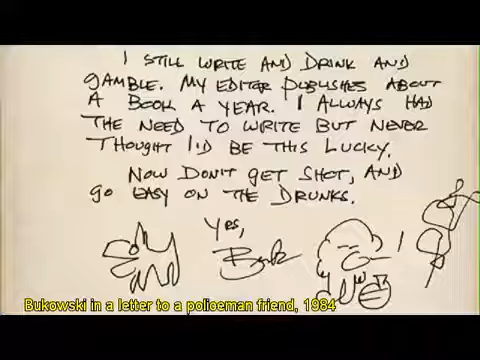 I STILL WRITE AND DRINK AND
GAMBLE. MY EDITOR PUBLISHES ABOUT
A BOOK A YEAR. I ALWAYS HAD
THE NEED TO WRITE BUT NEVER
THOUGHT I'D BE THIS LUCKY.
NOW DON'T GET SHOT, AND
GO EASY ON THE DRUNKS.
YES,
Buk
Bukowski in a letter to a policeman friend, 1984